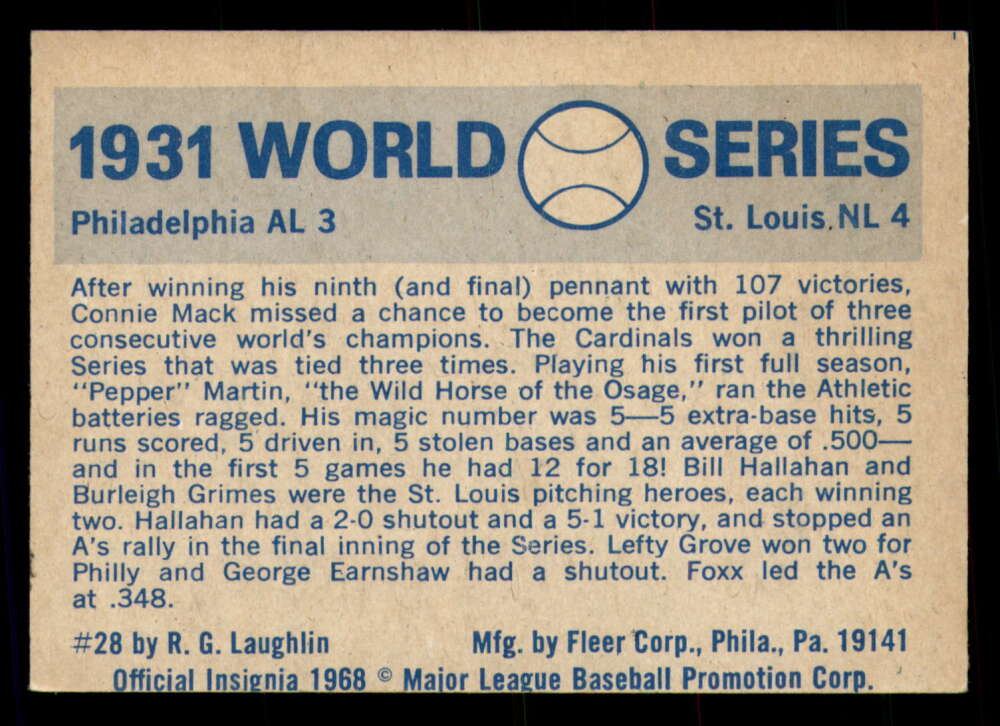 1931 WORLD SERIES
Philadelphia AL 3 St. Louis, NL 4
After winning his ninth (and final) pennant with 107 victories,
Connie Mack missed a chance to become the first pilot of three
consecutive world's champions. The Cardinals won a thrilling
Series that was tied three times. Playing his first full season,
"Pepper" Martin, "the Wild Horse of the Osage," ran the Athletic
batteries ragged. His magic number was 5—5 extra-base hits, 5
runs scored, 5 driven in, 5 stolen bases and an average of .500—
and in the first 5 games he had 12 for 18! Bill Hallahan and
Burleigh Grimes were the St. Louis pitching heroes, each winning
two. Hallahan had a 2-0 shutout and a 5-1 victory, and stopped an
A's rally in the final inning of the Series. Lefty Grove won two for
Philly and George Earnshaw had a shutout. Foxx led the A's
at .348.
#28 by R. G. Laughlin Mfg. by Fleer Corp., Phila., Pa. 19141
Official Insignia 1968 © Major League Baseball Promotion Corp.